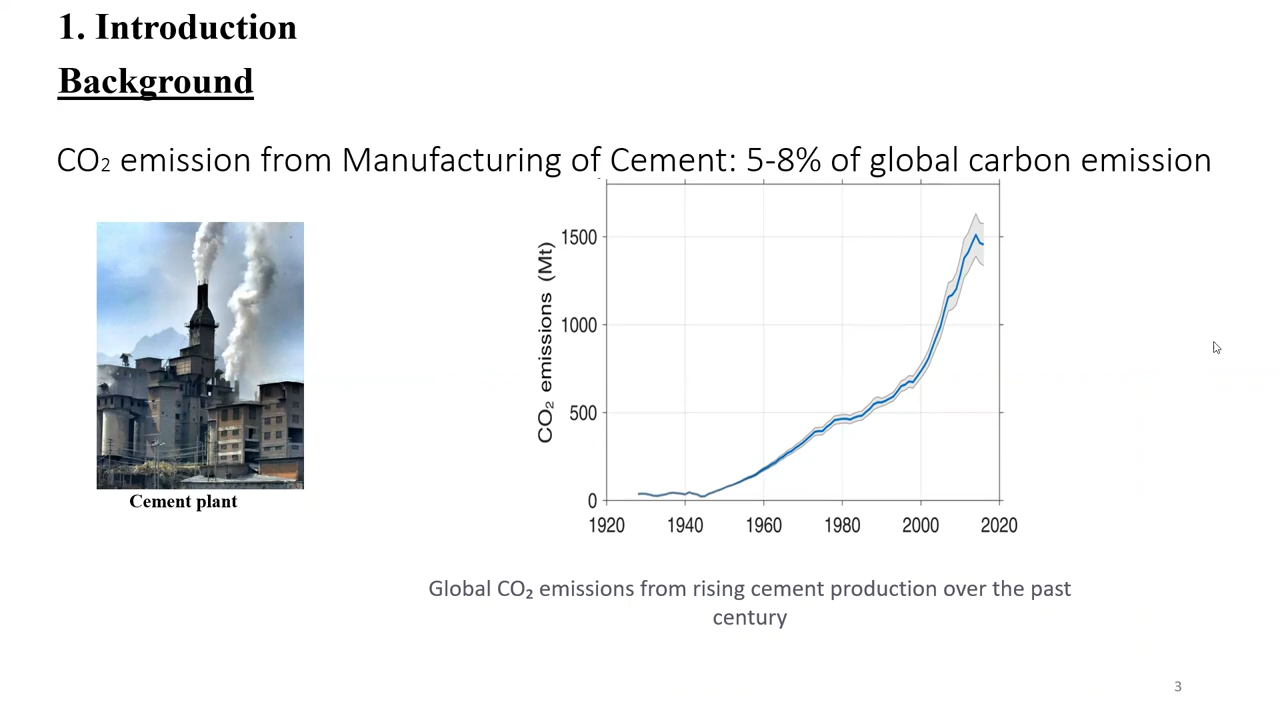 1. Introduction
Background
CO₂ emission from Manufacturing of Cement: 5-8% of global carbon emission
Cement plant
CO₂ emissions (Mt)
1500
1000
500
0
1920 1940 1960 1980 2000 2020
Global CO₂ emissions from rising cement production over the past
century
3